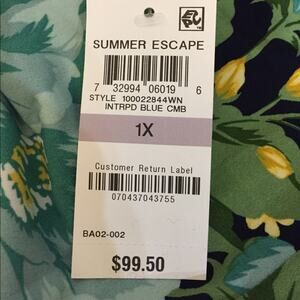 SUMMER ESCAPE
7 32994 06019 6
STYLE 100022844WN
INTRPD BLUE CMB
1X
Customer Return Label
070437043755
BA02-002
$99.50